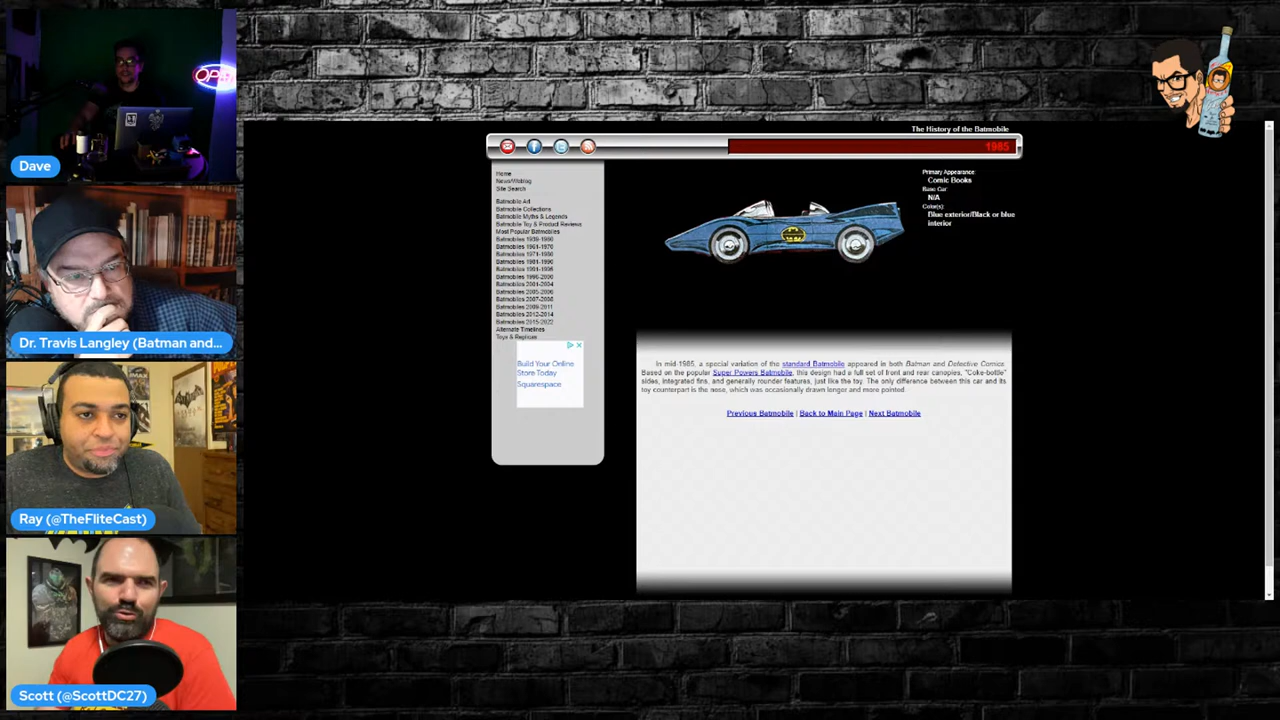 OPE
Dave
Dr. Travis Langley (Batman and...
Ray (@TheFliteCast)
Scott (@ScottDC27)
The History of the Batmobile
1985
Home
News/Weblog
Site Search
Batmobile Art
Batmobile Collections
Batmobile Myths & Legends
Batmobile Toy & Product Reviews
Most Popular Batmobiles
Batmobiles 1939-1960
Batmobiles 1961-1970
Batmobiles 1971-1980
Batmobiles 1981-1990
Batmobiles 1991-1995
Batmobiles 1996-2000
Batmobiles 2001-2004
Batmobiles 2005-2006
Batmobiles 2007-2008
Batmobiles 2009-2011
Batmobiles 2012-2014
Batmobiles 2015-2022
Alternate Timelines
Toys & Replicas
Build Your Online
Store Today
Squarespace
Primary Appearance:
Comic Books
Base Car:
N/A
Color(s):
Blue exterior/Black or blue
interior
In mid-1985, a special variation of the standard Batmobile appeared in both Batman and Detective Comics.
Based on the popular Super Powers Batmobile, this design had a full set of front and rear canopies, "Coke-bottle"
sides, integrated fins, and generally rounder features, just like the toy. The only difference between this car and its
toy counterpart is the nose, which was occasionally drawn longer and more pointed.
Previous Batmobile | Back to Main Page | Next Batmobile